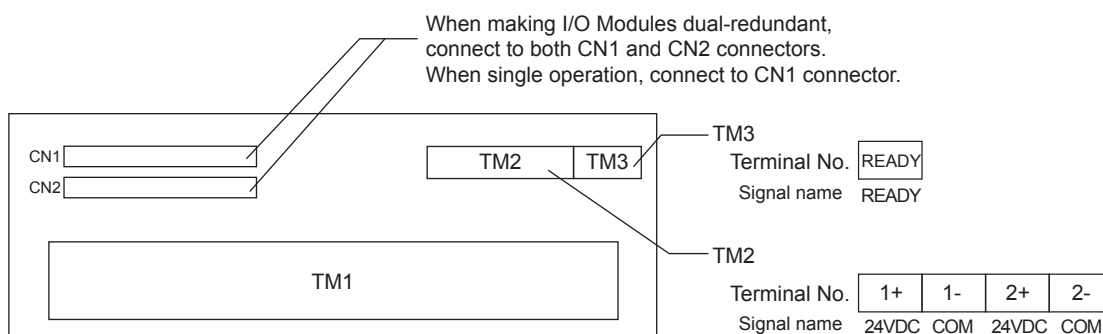 When making I/O Modules dual-redundant,
connect to both CN1 and CN2 connectors.
When single operation, connect to CN1 connector.
CN1
CN2
TM2 TM3
TM1
TM3
Terminal No. READY
Signal name READY
TM2
Terminal No. 1+ 1- 2+ 2-
Signal name 24VDC COM 24VDC COM